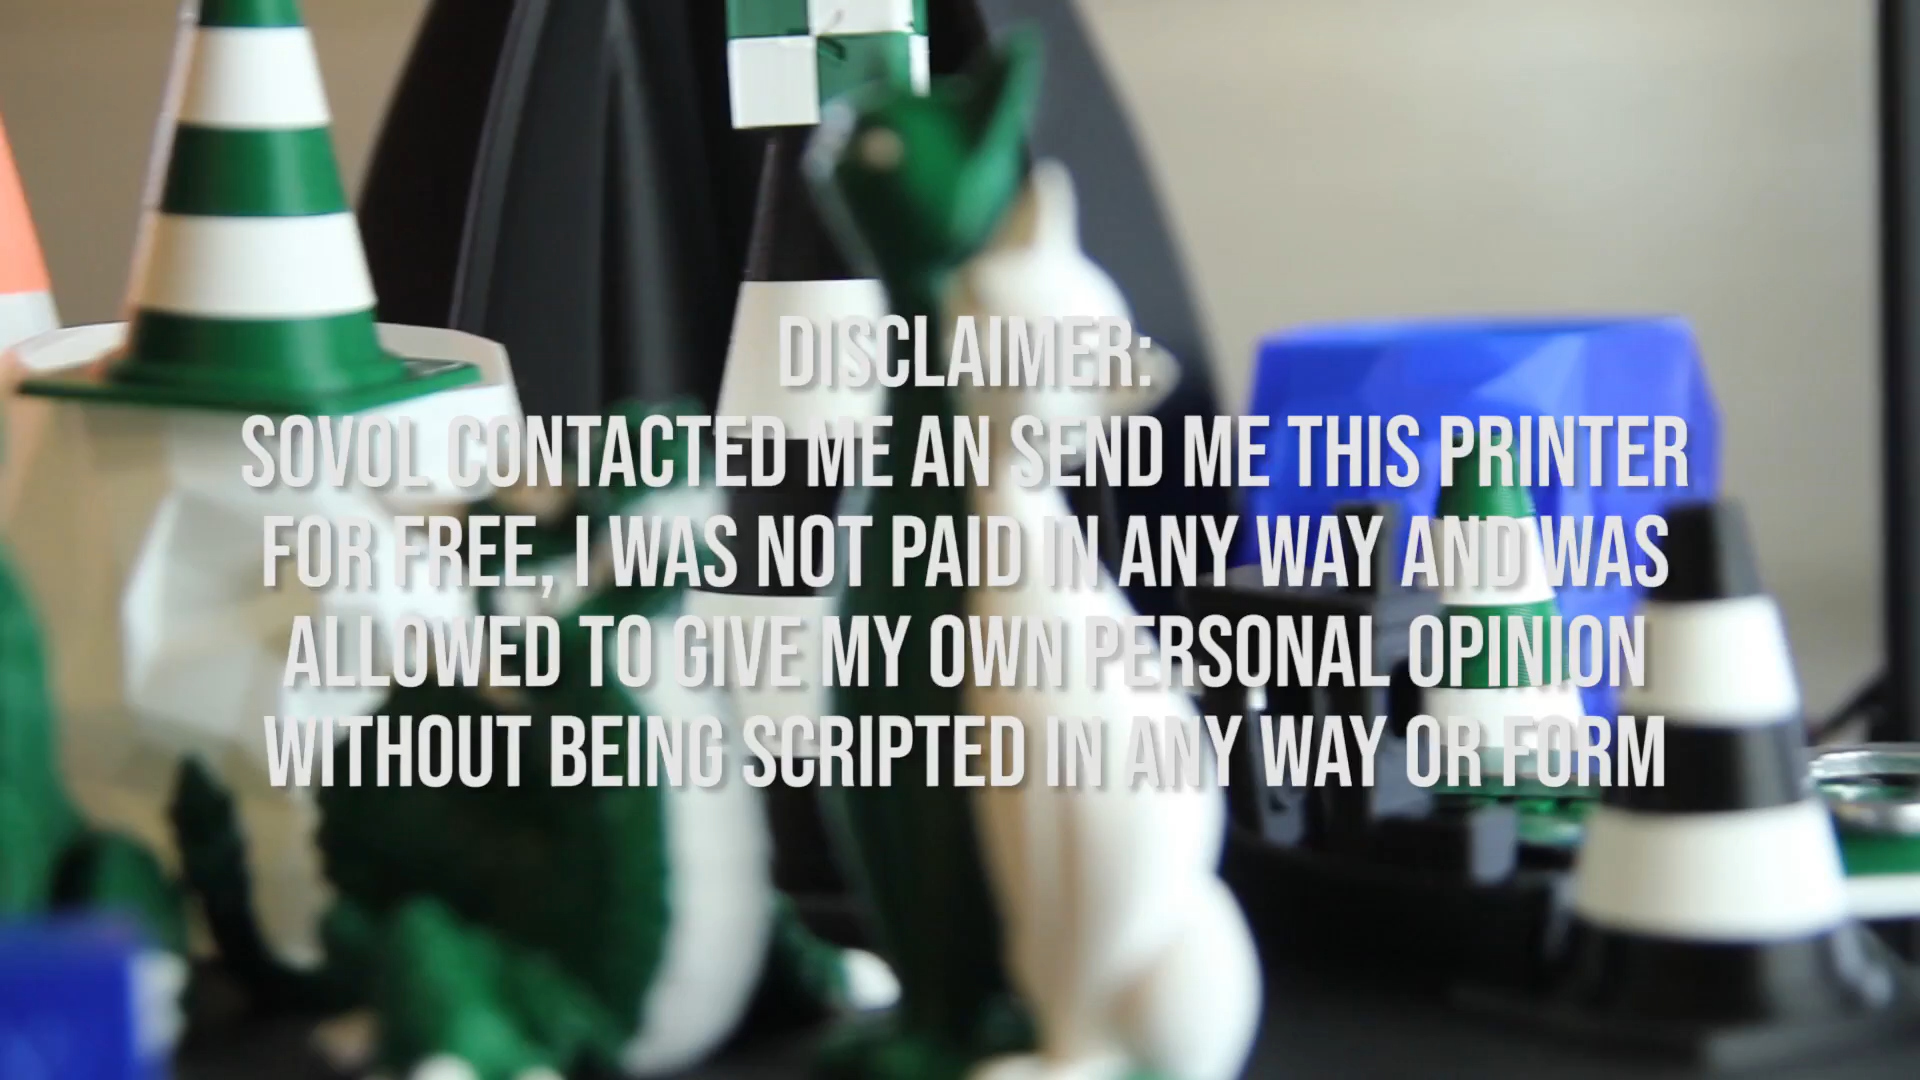 DISCLAIMER:
SOVOL CONTACTED ME AN SEND ME THIS PRINTER
FOR FREE, I WAS NOT PAID IN ANY WAY AND WAS
ALLOWED TO GIVE MY OWN PERSONAL OPINION
WITHOUT BEING SCRIPTED IN ANY WAY OR FORM